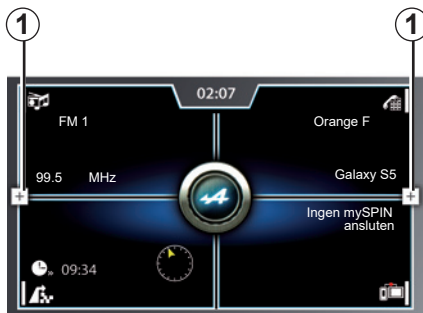 1 1
02:07
FM 1
Orange F
99.5 MHz
Galaxy S5
+ +
Ingen mySPIN
ansluten
09:34